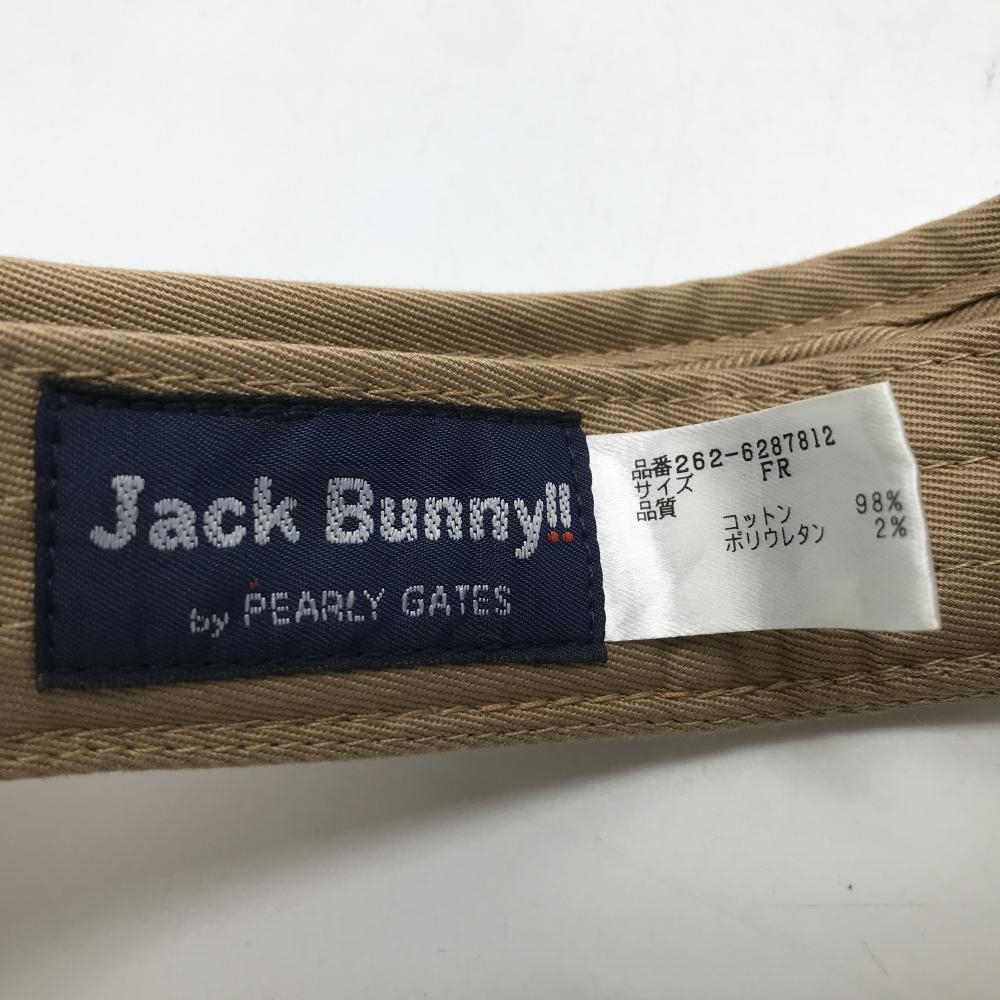 Jack Bunny!!
by PEARLY GATES
品番262-6287812
サイズ FR
品質 コットン 98%
ポリウレタン 2%